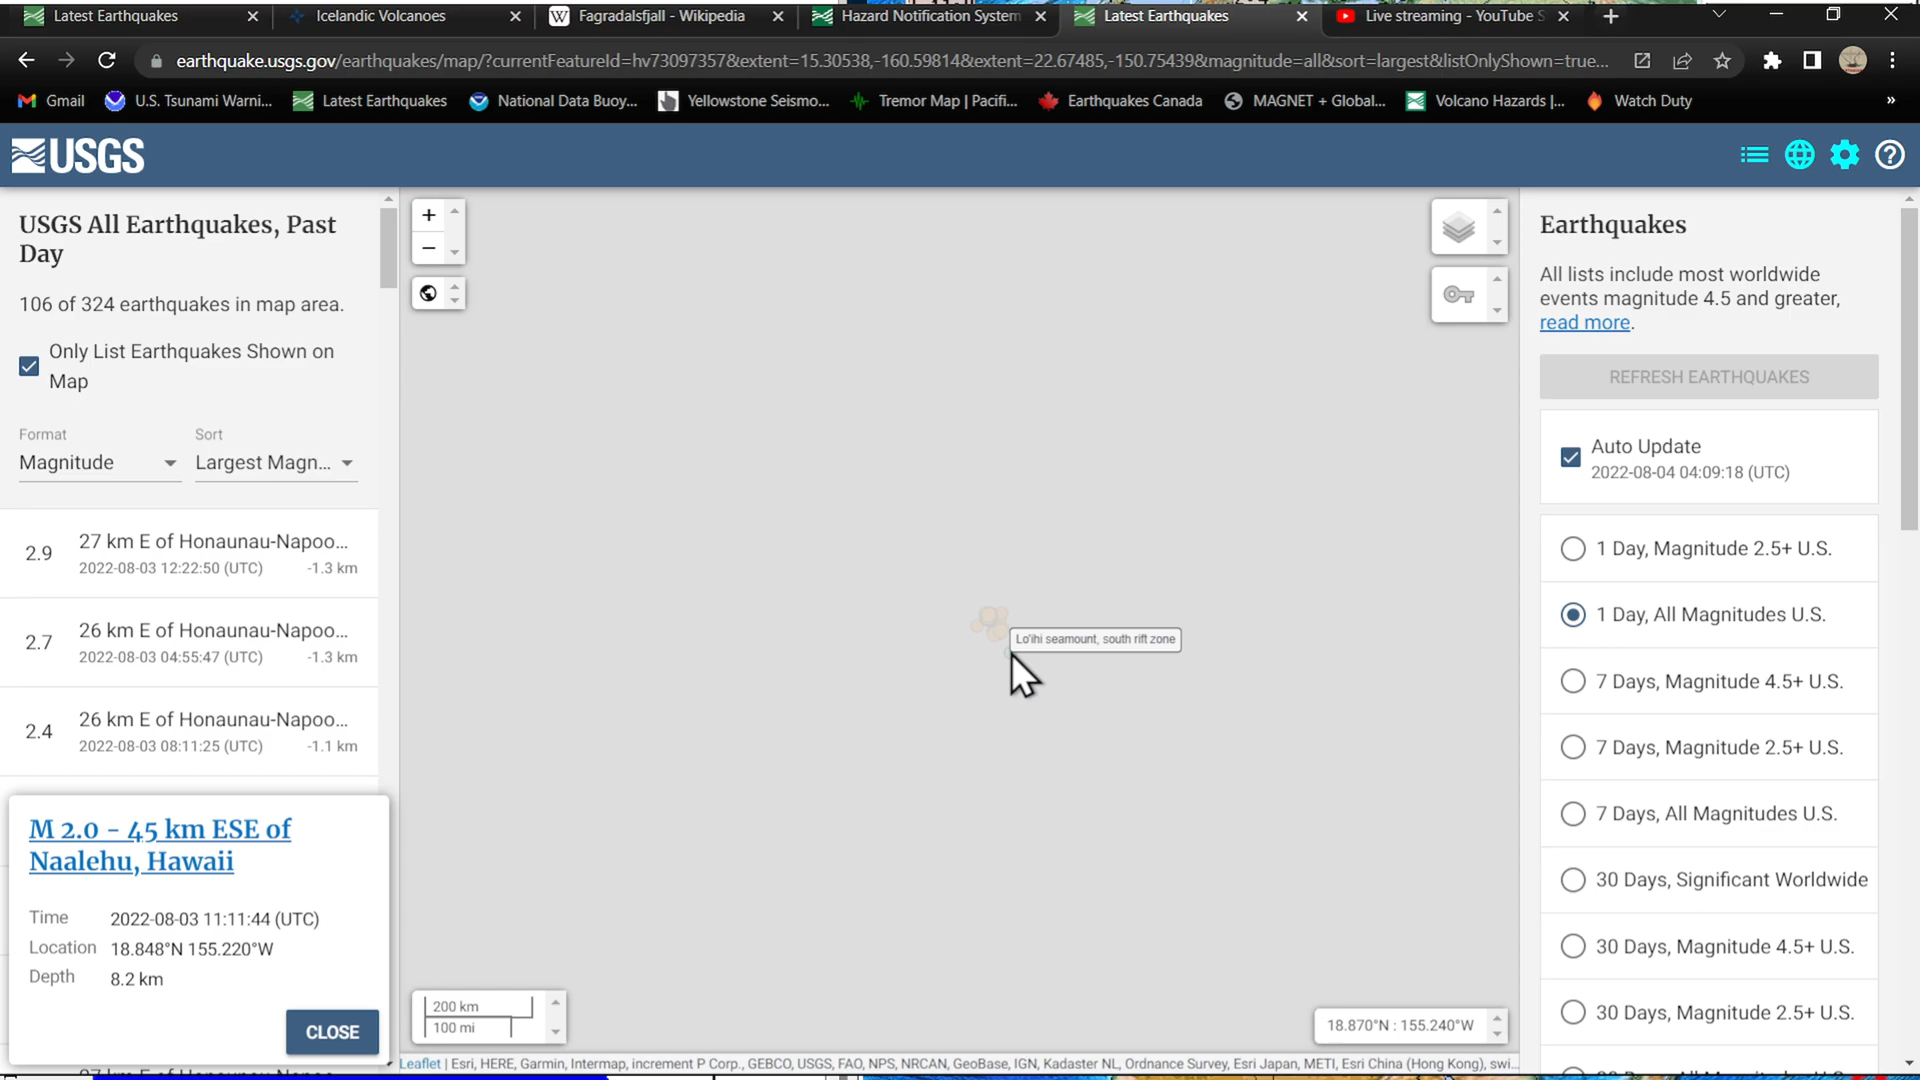 Latest Earthquakes
Icelandic Volcanoes
Fagradalsfjall - Wikipedia
Hazard Notification System
Latest Earthquakes
Live streaming - YouTube S
earthquake.usgs.gov/earthquakes/map/?currentFeatureId=hv73097357&extent=15.30538,-160.59814&extent=22.67485,-150.75439&magnitude=all&sort=largest&listOnlyShown=true...
Gmail
U.S. Tsunami Warni...
Latest Earthquakes
National Data Buoy...
Yellowstone Seismo...
Tremor Map | Pacifi...
Earthquakes Canada
MAGNET + Global...
Volcano Hazards |...
Watch Duty
»
USGS
USGS All Earthquakes, Past
Day
106 of 324 earthquakes in map area.
Only List Earthquakes Shown on
Map
Format
Magnitude
Sort
Largest Magn...
2.9
27 km E of Honaunau-Napoo...
2022-08-03 12:22:50 (UTC)
-1.3 km
2.7
26 km E of Honaunau-Napoo...
2022-08-03 04:55:47 (UTC)
-1.3 km
2.4
26 km E of Honaunau-Napoo...
2022-08-03 08:11:25 (UTC)
-1.1 km
M 2.0 - 45 km ESE of
Naalehu, Hawaii
Time
2022-08-03 11:11:44 (UTC)
Location
18.848°N 155.220°W
Depth
8.2 km
CLOSE
+
−
Lo'ihi seamount, south rift zone
200 km
100 mi
18.870°N : 155.240°W
Leaflet | Esri, HERE, Garmin, Intermap, increment P Corp., GEBCO, USGS, FAO, NPS, NRCAN, GeoBase, IGN, Kadaster NL, Ordnance Survey, Esri Japan, METI, Esri China (Hong Kong), swi...
Earthquakes
All lists include most worldwide
events magnitude 4.5 and greater,
read more.
REFRESH EARTHQUAKES
Auto Update
2022-08-04 04:09:18 (UTC)
1 Day, Magnitude 2.5+ U.S.
1 Day, All Magnitudes U.S.
7 Days, Magnitude 4.5+ U.S.
7 Days, Magnitude 2.5+ U.S.
7 Days, All Magnitudes U.S.
30 Days, Significant Worldwide
30 Days, Magnitude 4.5+ U.S.
30 Days, Magnitude 2.5+ U.S.